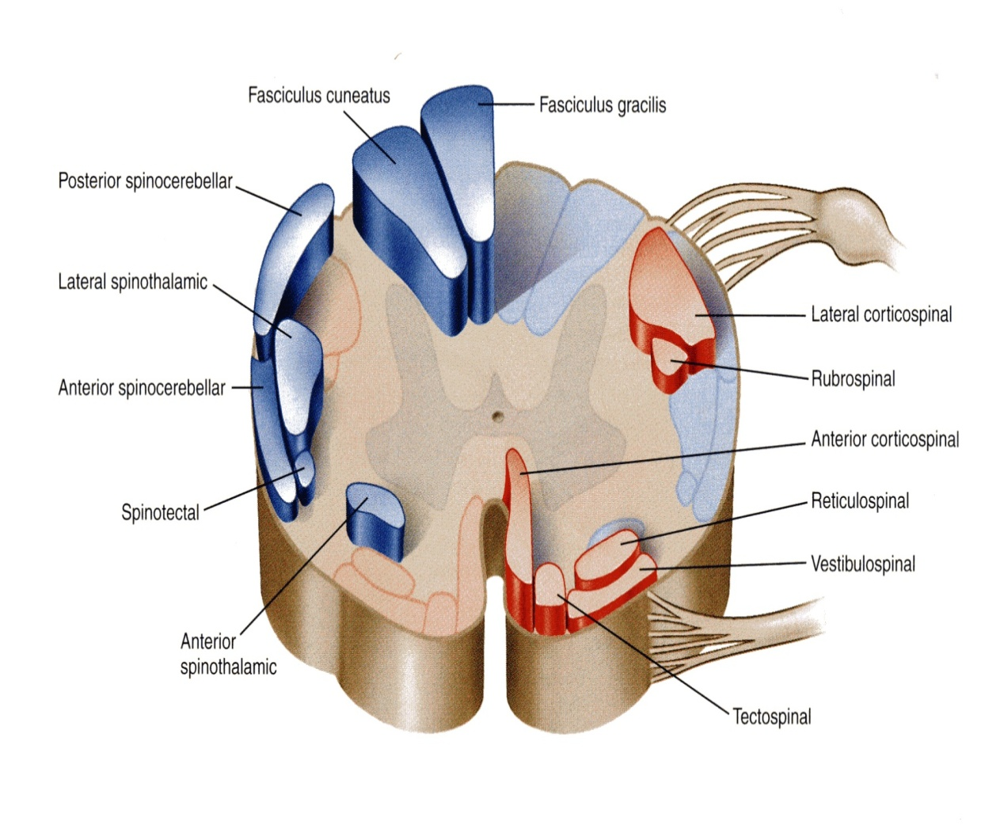 Fasciculus cuneatus
Fasciculus gracilis
Posterior spinocerebellar
Lateral spinothalamic
Anterior spinocerebellar
Spinotectal
Anterior
spinothalamic
Lateral corticospinal
Rubrospinal
Anterior corticospinal
Reticulospinal
Vestibulospinal
Tectospinal